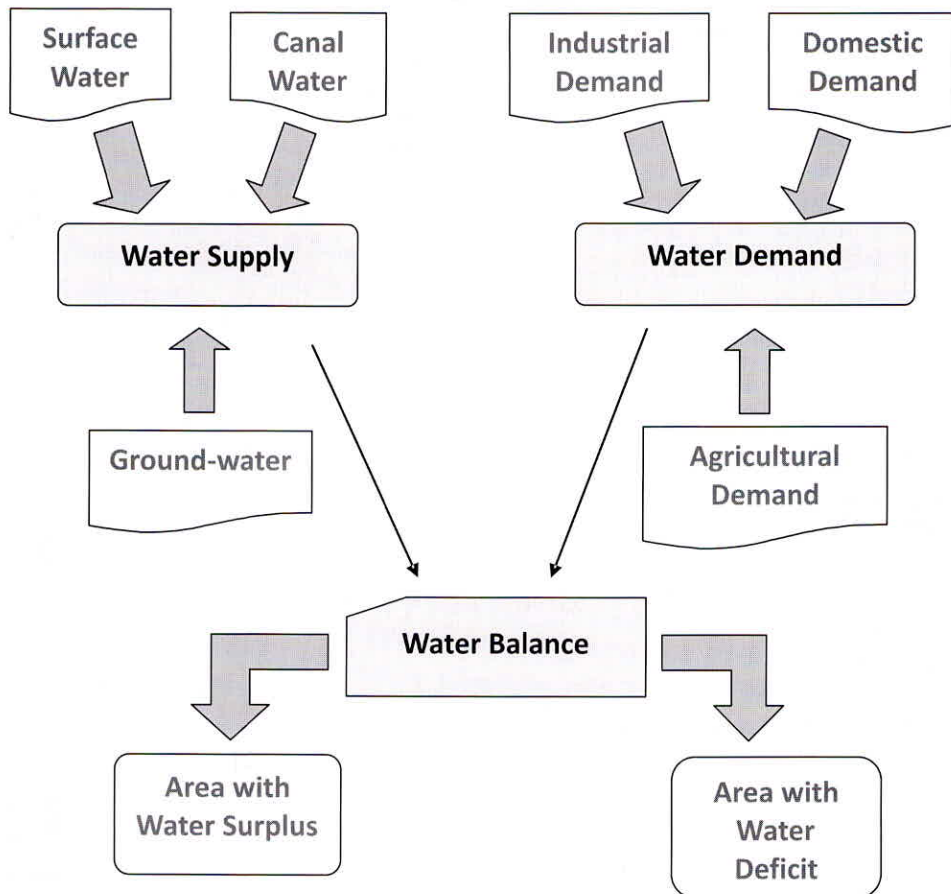 Surface
Water
Canal
Water
Industrial
Demand
Domestic
Demand
Water Supply
Water Demand
Ground-water
Agricultural
Demand
Water Balance
Area with
Water Surplus
Area with
Water
Deficit